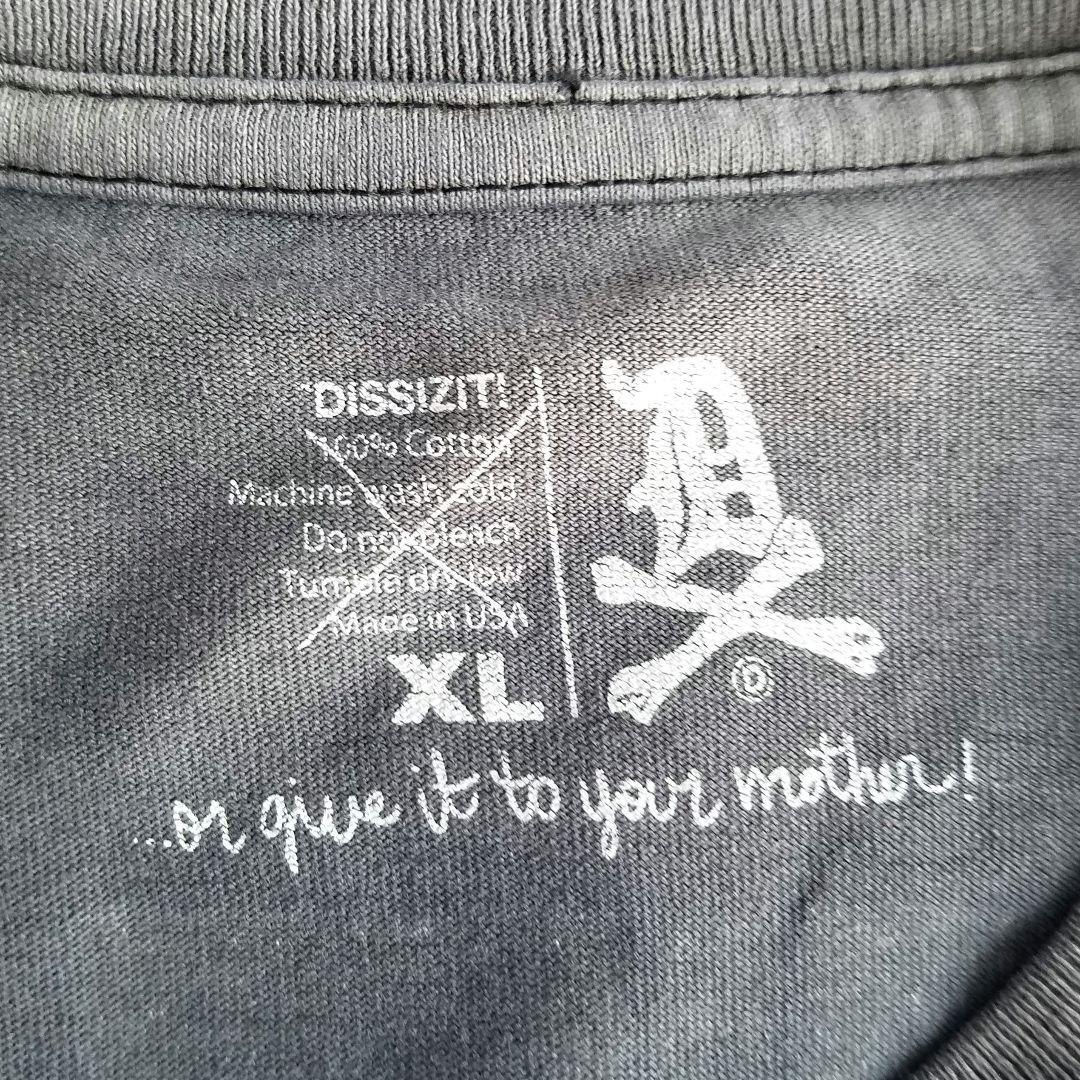 DISSIZIT!
100% Cotton
Machine wash cold
Do not bleach
Tumble dry low
Made in USA
XL
D
...or give it to your mother!